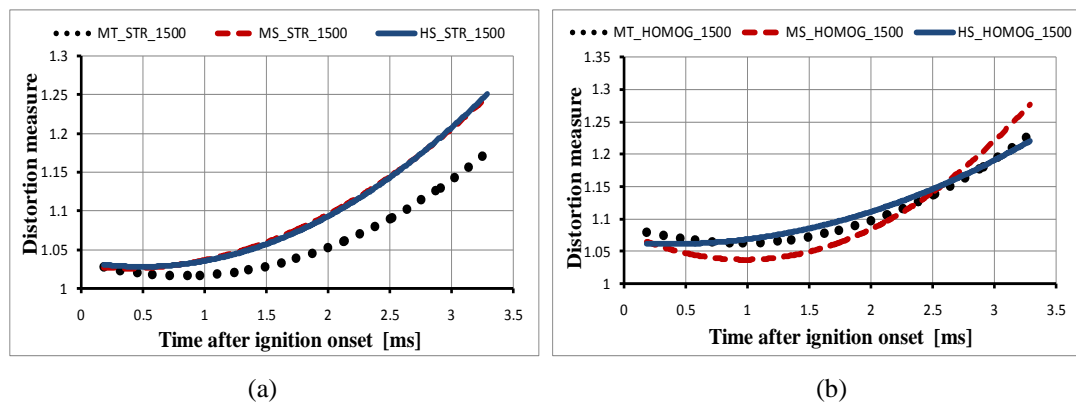 MT_STR_1500 MS_STR_1500 HS_STR_1500
1.3
1.25
1.2
1.15
1.1
1.05
1
Distortion measure
0 0.5 1 1.5 2 2.5 3 3.5
Time after ignition onset [ms]
(a)
MT_HOMOG_1500 MS_HOMOG_1500 HS_HOMOG_1500
1.35
1.3
1.25
1.2
1.15
1.1
1.05
1
Distortion measure
0 0.5 1 1.5 2 2.5 3 3.5
Time after ignition onset [ms]
(b)